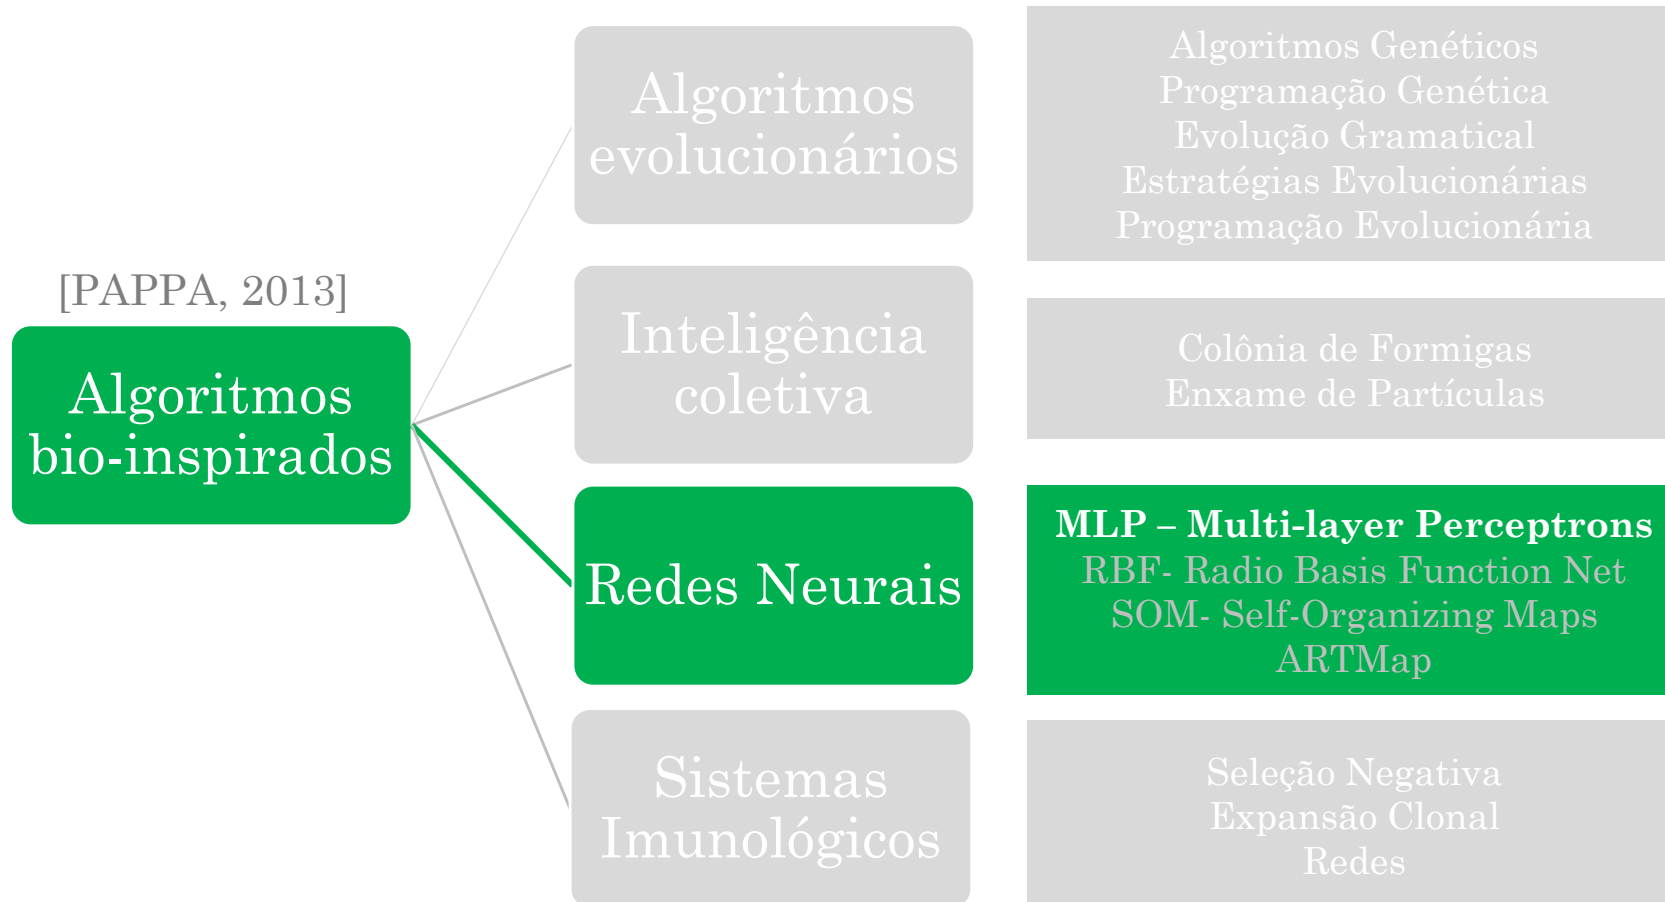 [PAPPA, 2013]
Algoritmos
bio-inspirados
Algoritmos
evolucionários
Algoritmos Genéticos
Programação Genética
Evolução Gramatical
Estratégias Evolucionárias
Programação Evolucionária
Inteligência
coletiva
Colônia de Formigas
Enxame de Partículas
Redes Neurais
MLP – Multi-layer Perceptrons
RBF- Radio Basis Function Net
SOM- Self-Organizing Maps
ARTMap
Sistemas
Imunológicos
Seleção Negativa
Expansão Clonal
Redes